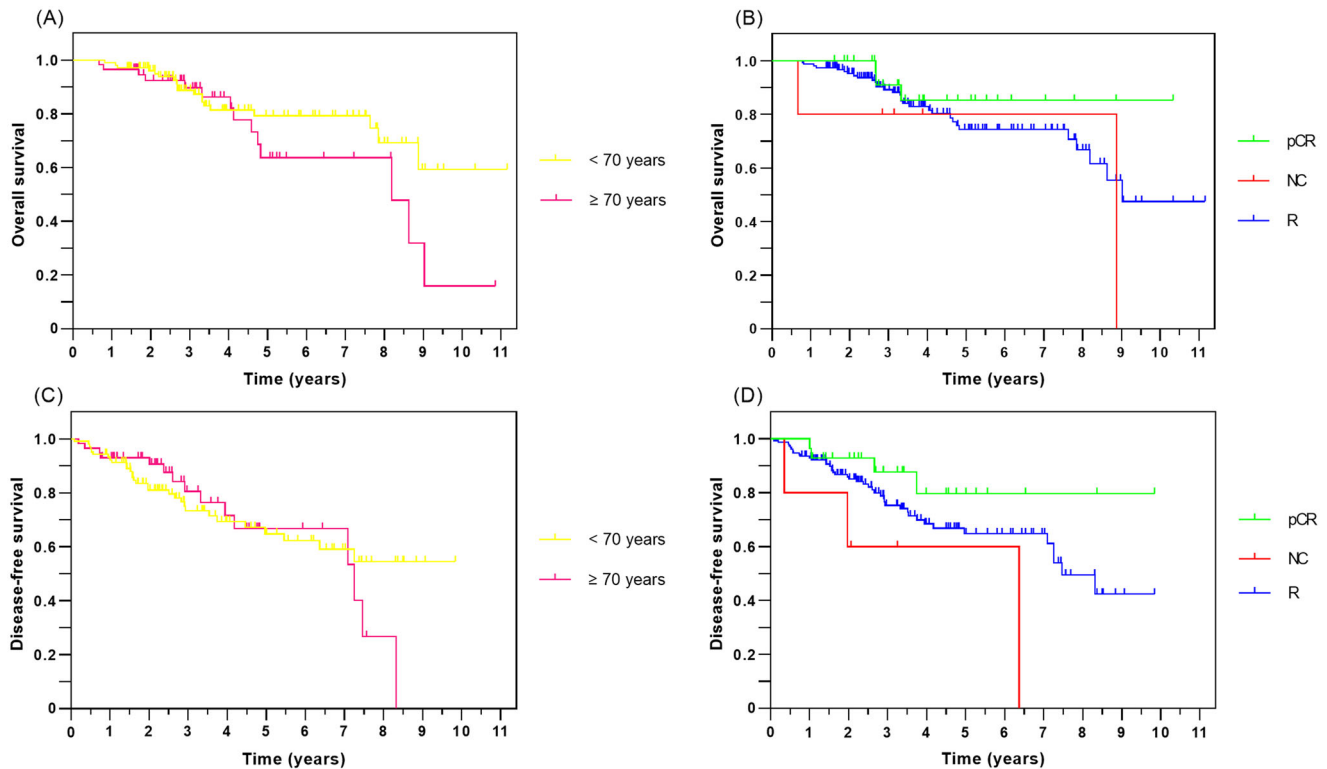 (A)
Overall survival
1.0
0.8
0.6
0.4
0.2
0
0 1 2 3 4 5 6 7 8 9 10 11
Time (years)
< 70 years
≥ 70 years
(B)
Overall survival
1.0
0.8
0.6
0.4
0.2
0
0 1 2 3 4 5 6 7 8 9 10 11
Time (years)
pCR
NC
R
(C)
Disease-free survival
1.0
0.8
0.6
0.4
0.2
0
0 1 2 3 4 5 6 7 8 9 10 11
Time (years)
< 70 years
≥ 70 years
(D)
Disease-free survival
1.0
0.8
0.6
0.4
0.2
0
0 1 2 3 4 5 6 7 8 9 10 11
Time (years)
pCR
NC
R